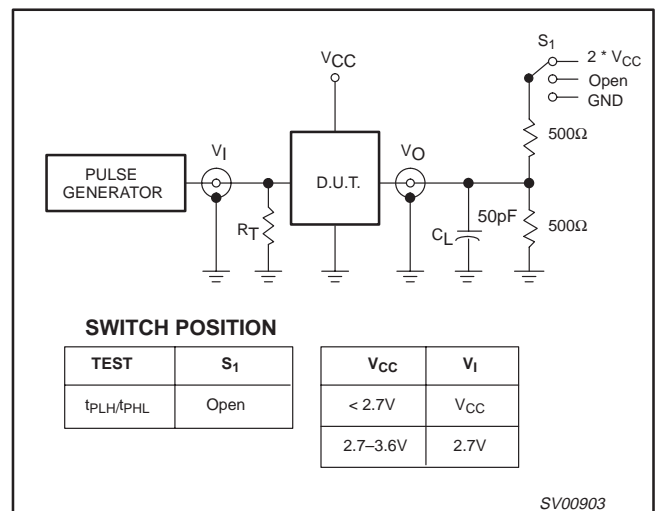 S1
2 * VCC
Open
GND
VCC
500Ω
VI
VO
PULSE
GENERATOR
D.U.T.
RT
50pF
CL
500Ω
SWITCH POSITION
TEST S1
tPLH/tPHL Open
VCC VI
< 2.7V VCC
2.7–3.6V 2.7V
SV00903